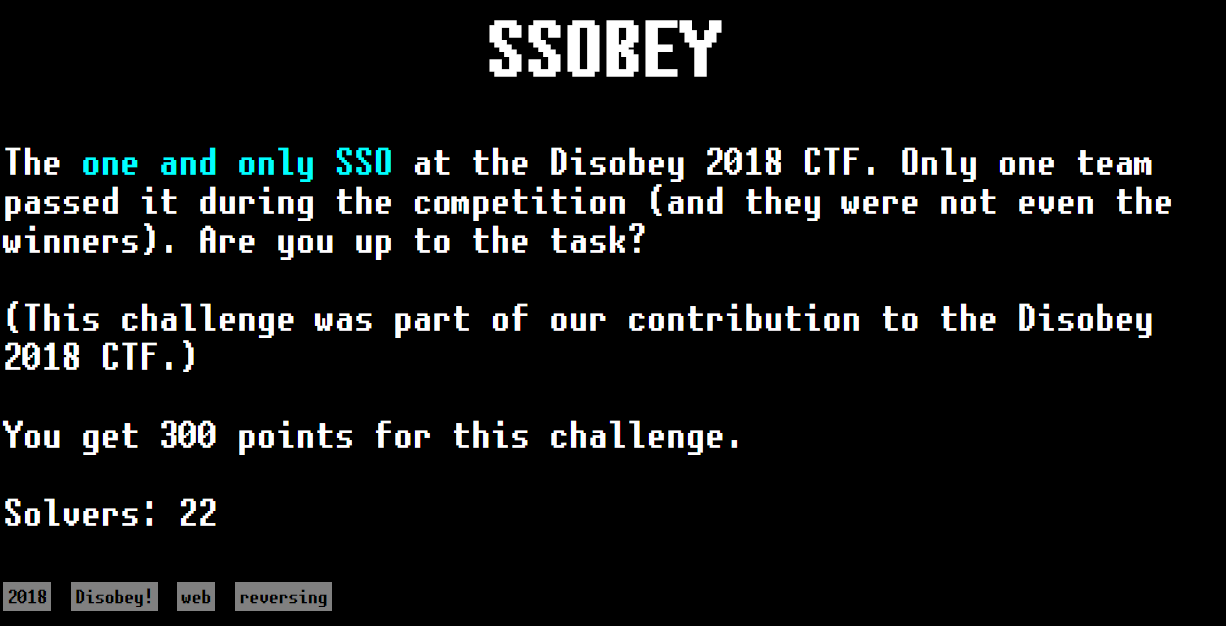 SSOBEY
The one and only SSO at the Disobey 2018 CTF. Only one team
passed it during the competition (and they were not even the
winners). Are you up to the task?
(This challenge was part of our contribution to the Disobey
2018 CTF.)
You get 300 points for this challenge.
Solvers: 22
2018 Disobey! web reversing